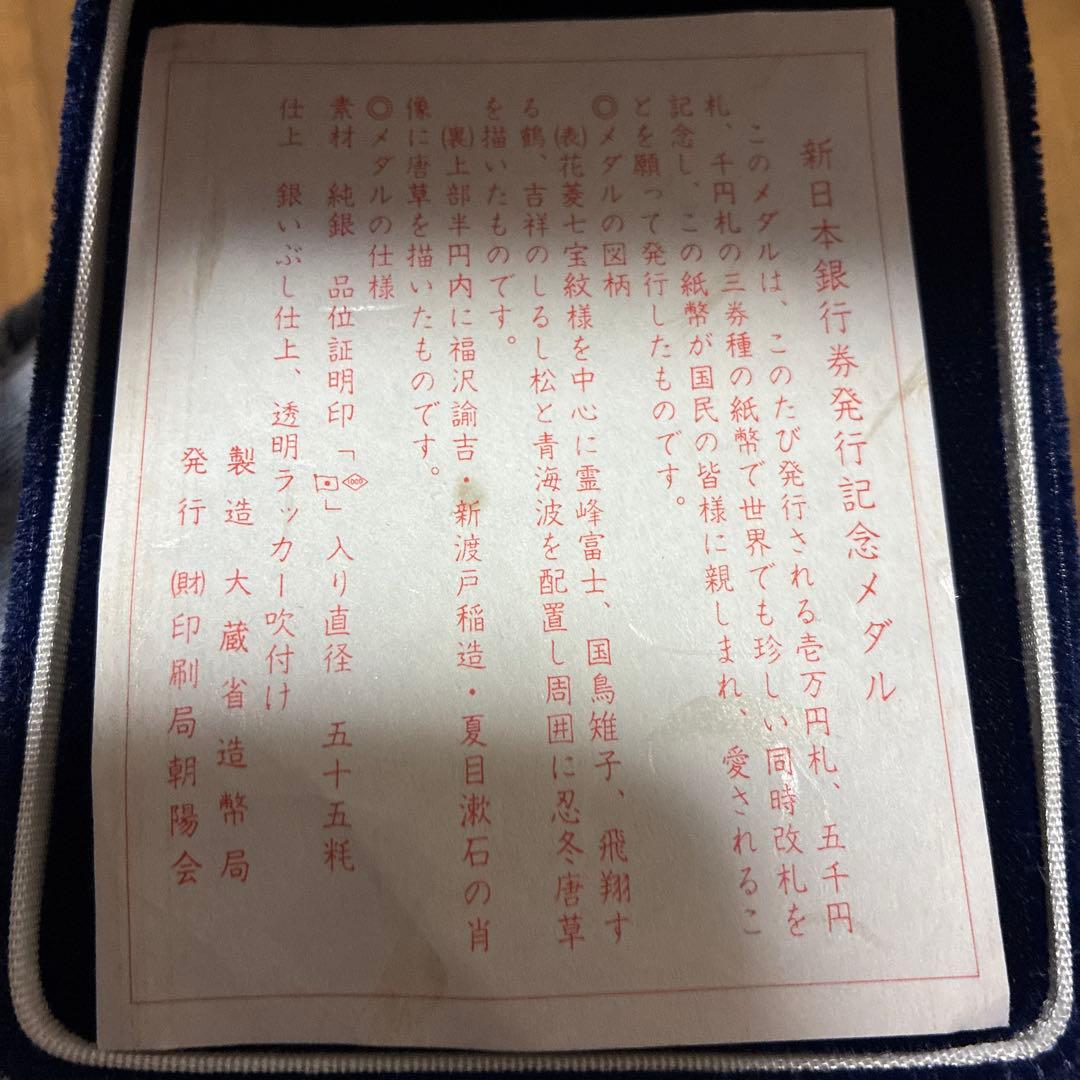 新日本銀行券発行記念メダル
このメダルは、このたび発行される壱万円札、五千円
札、千円札の三券種の紙幣で世界でも珍しい同時改札を
記念し、この紙幣が国民の皆様に親しまれ、愛されるこ
とを願って発行したものです。
◎メダルの図柄
㈹花菱七宝紋様を中心に霊峰富士、国鳥雉子、飛翔す
る鶴、吉祥のしるし松と青海波を配置し周囲に忍冬唐草
を描いたものです。
(裏)上部半円内に福沢諭吉・新渡戸稲造・夏目漱石の肖
像に唐草を描いたものです。
◎メダルの仕様
素材 純銀 品位証明印「1000」入り直径 五十五粍
仕上 銀いぶし仕上、透明ラッカー吹付け
製造 大蔵省造幣局
発行 (財)印刷局朝陽会